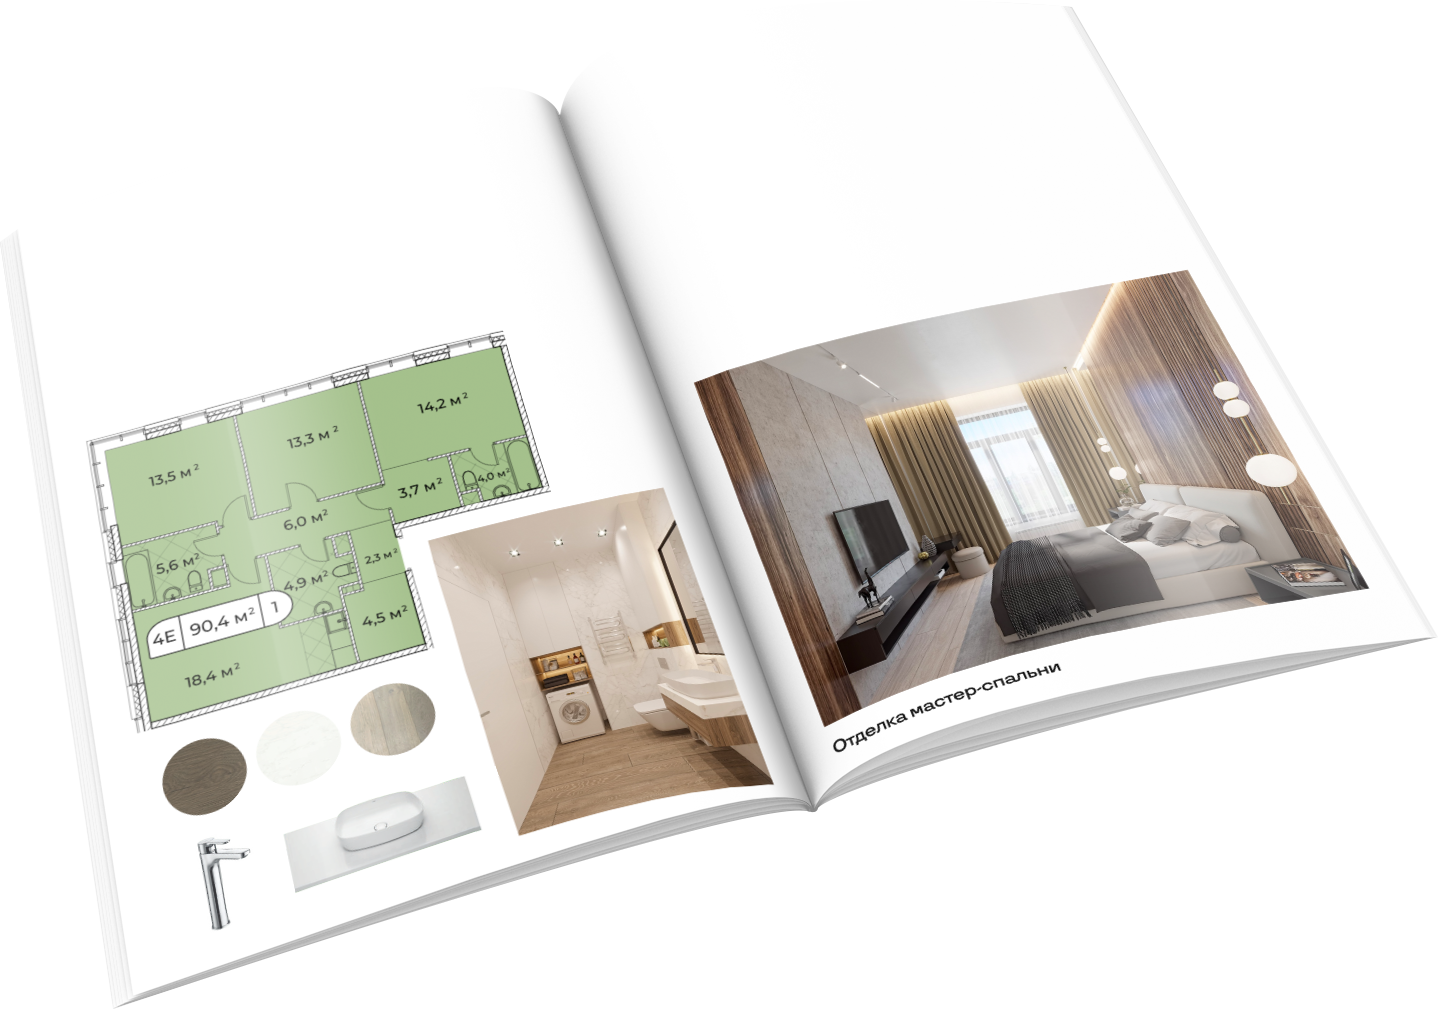 14,2 м²
13,3 м²
13,5 м²
3,7 м²
4,0 м²
6,0 м²
2,3 м²
5,6 м²
4,9 м²
4,5 м²
4Е 90,4 м² 1
18,4 м²
Отделка мастер-спальни